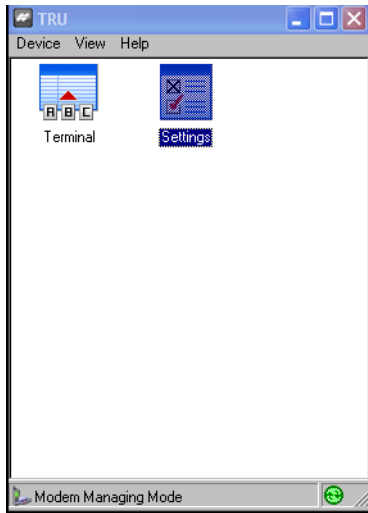 TRU
Device View Help
A B C
Terminal Settings
Modem Managing Mode